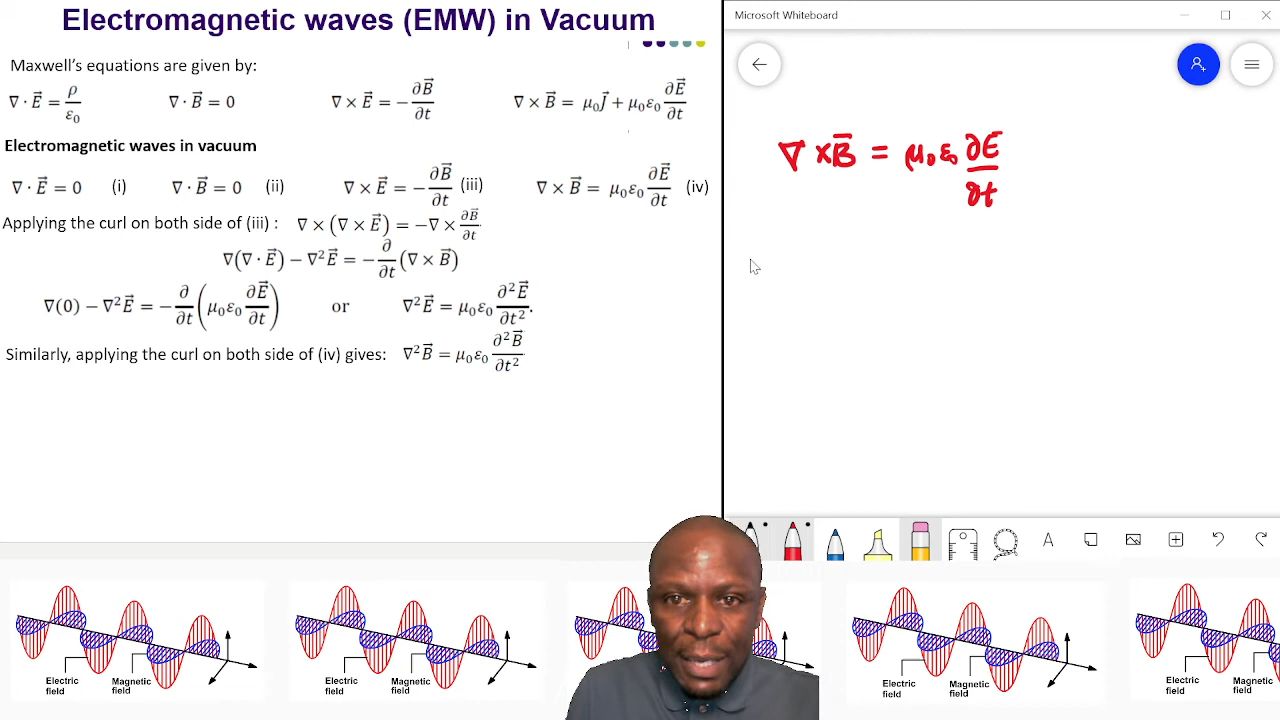 Electromagnetic waves (EMW) in Vacuum
Maxwell's equations are given by:
∇ · E⃗ = ρ/ε₀ ∇ · B⃗ = 0 ∇ × E⃗ = − ∂B⃗/∂t ∇ × B⃗ = μ₀J⃗ + μ₀ε₀ ∂E⃗/∂t
Electromagnetic waves in vacuum
∇ · E⃗ = 0 (i) ∇ · B⃗ = 0 (ii) ∇ × E⃗ = − ∂B⃗/∂t (iii) ∇ × B⃗ = μ₀ε₀ ∂E⃗/∂t (iv)
Applying the curl on both side of (iii) : ∇ × (∇ × E⃗) = −∇ × ∂B⃗/∂t
∇(∇ · E⃗) − ∇²E⃗ = − ∂/∂t (∇ × B⃗)
∇(0) − ∇²E⃗ = − ∂/∂t (μ₀ε₀ ∂E⃗/∂t) or ∇²E⃗ = μ₀ε₀ ∂²E⃗/∂t².
Similarly, applying the curl on both side of (iv) gives: ∇²B⃗ = μ₀ε₀ ∂²B⃗/∂t²
Microsoft Whiteboard
∇ × B̅ = μ₀ε₀ ∂E̅/∂t
A
Electric field
Magnetic field
Electric field
Magnetic field
Electric field
Magnetic field
Electric field
Magnetic field